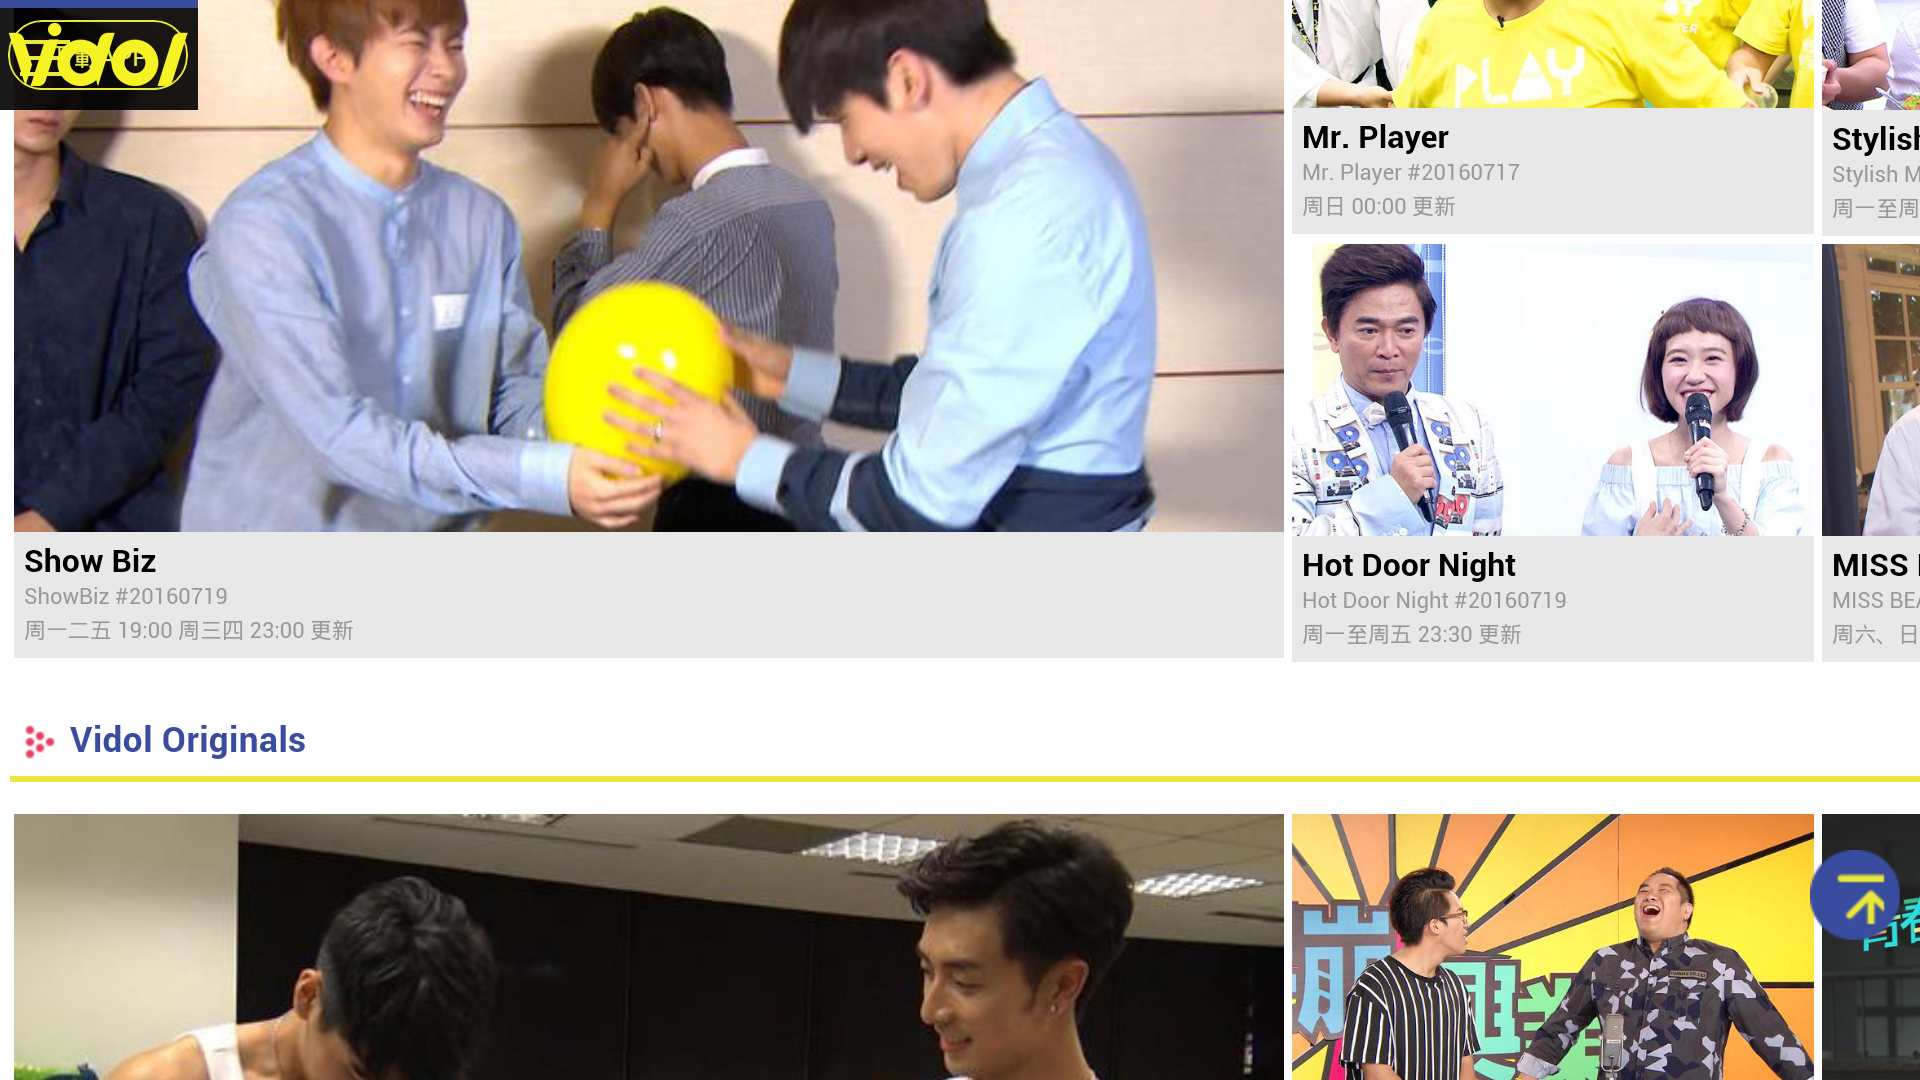 Vidol
PLAY
Mr. Player
Mr. Player #20160717
周日 00:00 更新
Stylish
Stylish M
周一至周
Show Biz
ShowBiz #20160719
周一二五 19:00 周三四 23:00 更新
Hot Door Night
Hot Door Night #20160719
周一至周五 23:30 更新
MISS
MISS BEA
周六、日
Vidol Originals